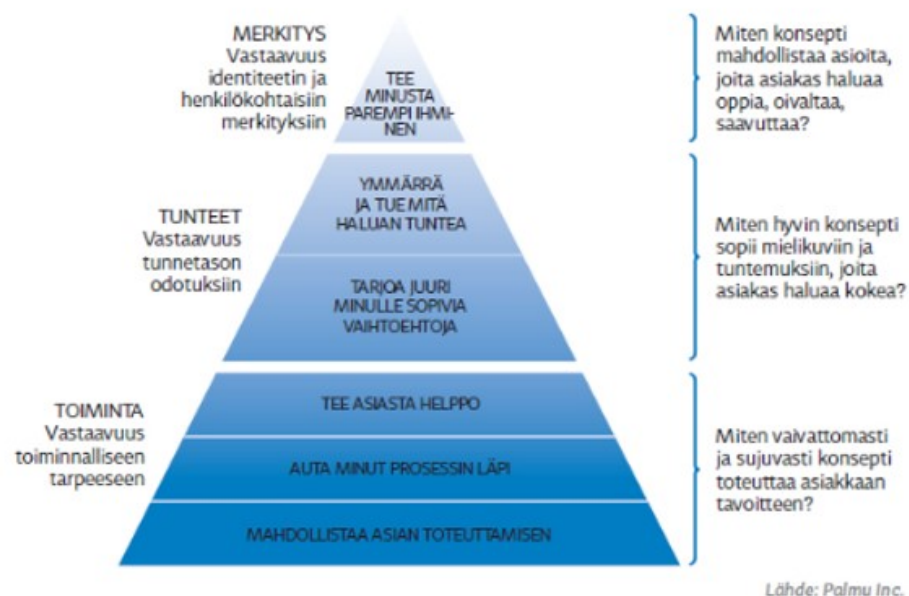 MERKITYS
Vastaavuus
identiteetin ja
henkilökohtaisiin
merkityksiin
TEE
MINUSTA
PAREMPI IHMI-
NEN
Miten konsepti
mahdollistaa asioita,
joita asiakas haluaa
oppia, oivaltaa,
saavuttaa?
TUNTEET
Vastaavuus
tunnetason
odotuksiin
YMMÄRRÄ
JA TUE MITÄ
HALUAN TUNTEA
TARJOA JUURI
MINULLE SOPIVIA
VAIHTOEHTOJA
Miten hyvin konsepti
sopii mielikuviin ja
tuntemuksiin, joita
asiakas haluaa kokea?
TOIMINTA
Vastaavuus
toiminnalliseen
tarpeeseen
TEE ASIASTA HELPPO
AUTA MINUT PROSESSIN LÄPI
MAHDOLLISTAA ASIAN TOTEUTTAMISEN
Miten vaivattomasti
ja sujuvasti konsepti
toteuttaa asiakkaan
tavoitteen?
Lähde: Palmu Inc.